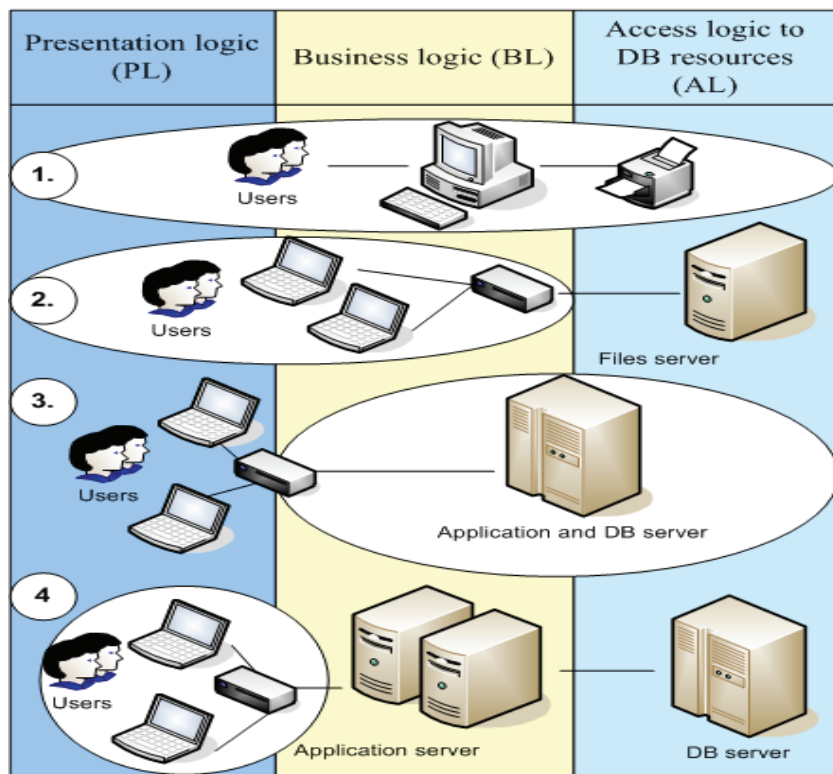 Presentation logic
(PL)
Business logic (BL)
Access logic to
DB resources
(AL)
1.
Users
2.
Users
Files server
3.
Users
Application and DB server
4
Users
Application server
DB server